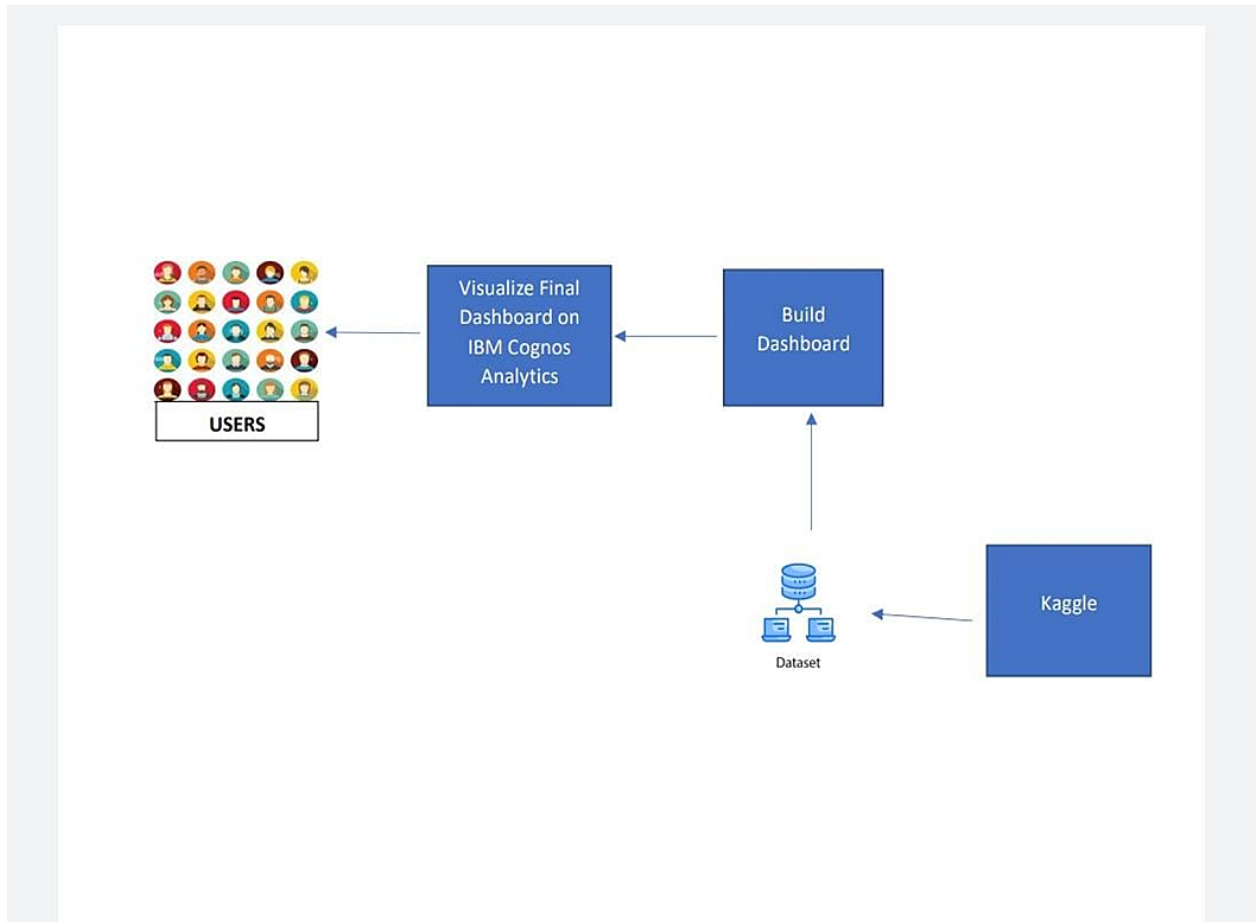 Visualize Final
Dashboard on
IBM Cognos
Analytics
Build
Dashboard
USERS
Kaggle
Dataset